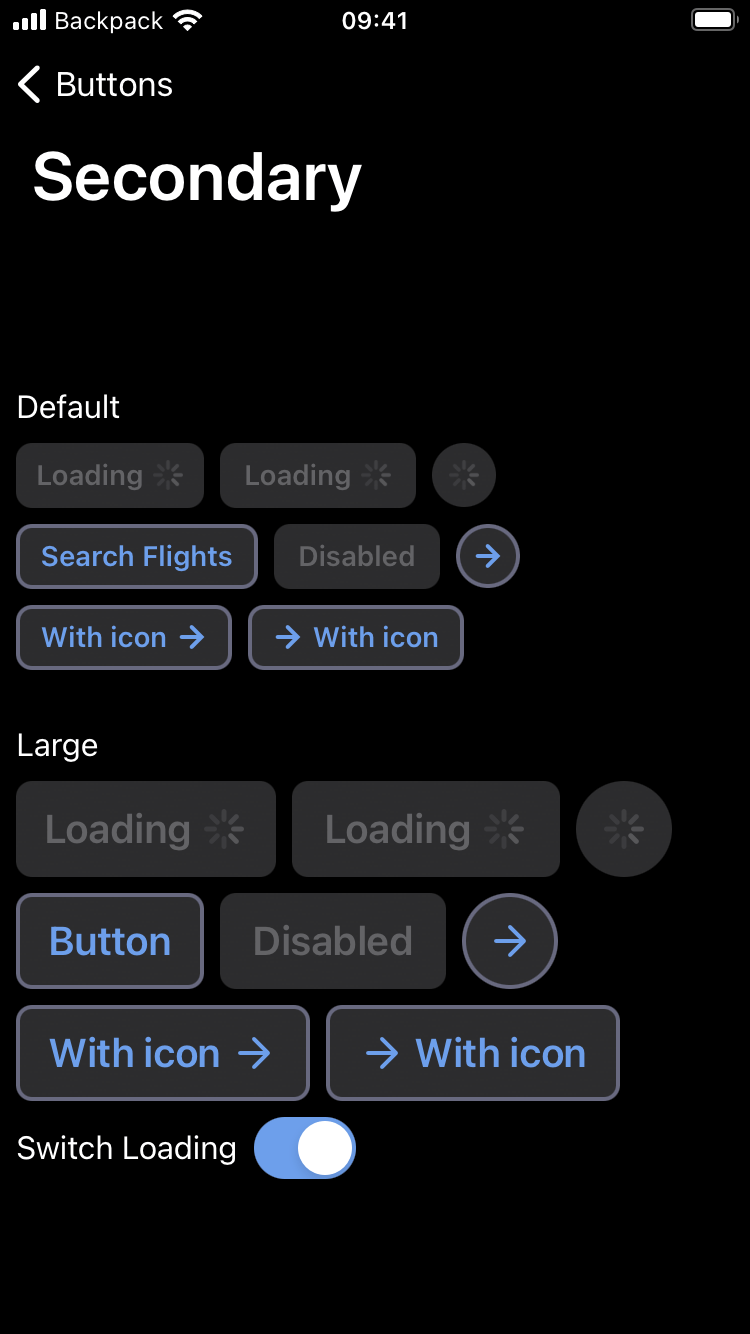 Backpack 09:41
Buttons
Secondary
Default
Loading Loading
Search Flights Disabled
With icon With icon
Large
Loading Loading
Button Disabled
With icon With icon
Switch Loading